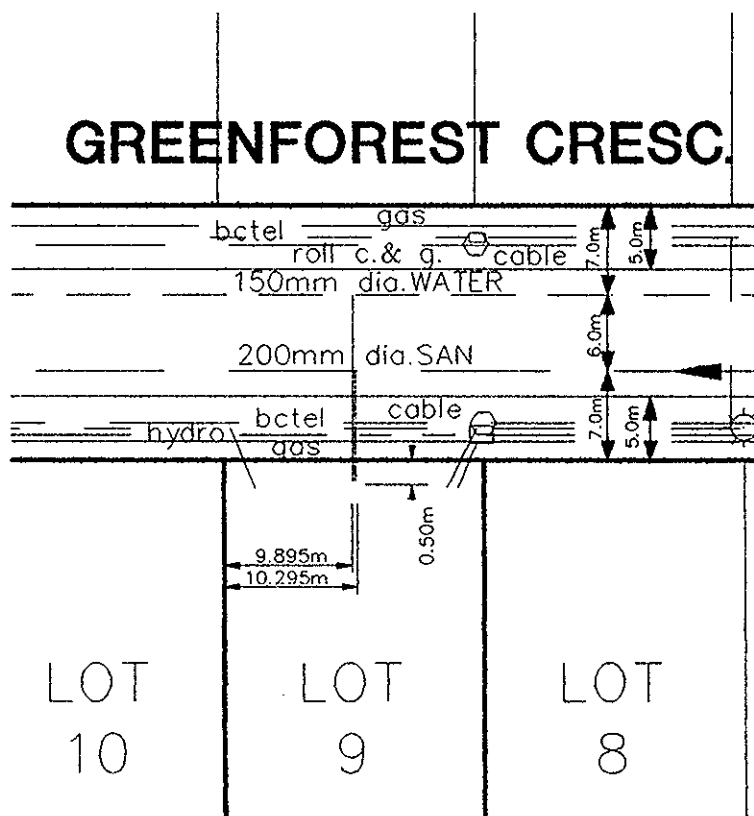 GREENFOREST CRESC.
gas
bctel
roll c.& g. cable
150mm dia.WATER
7.0m
5.0m
6.0m
200mm dia.SAN
cable
bctel
hydro
gas
7.0m
5.0m
0.50m
9.895m
10.295m
LOT
10
LOT
9
LOT
8